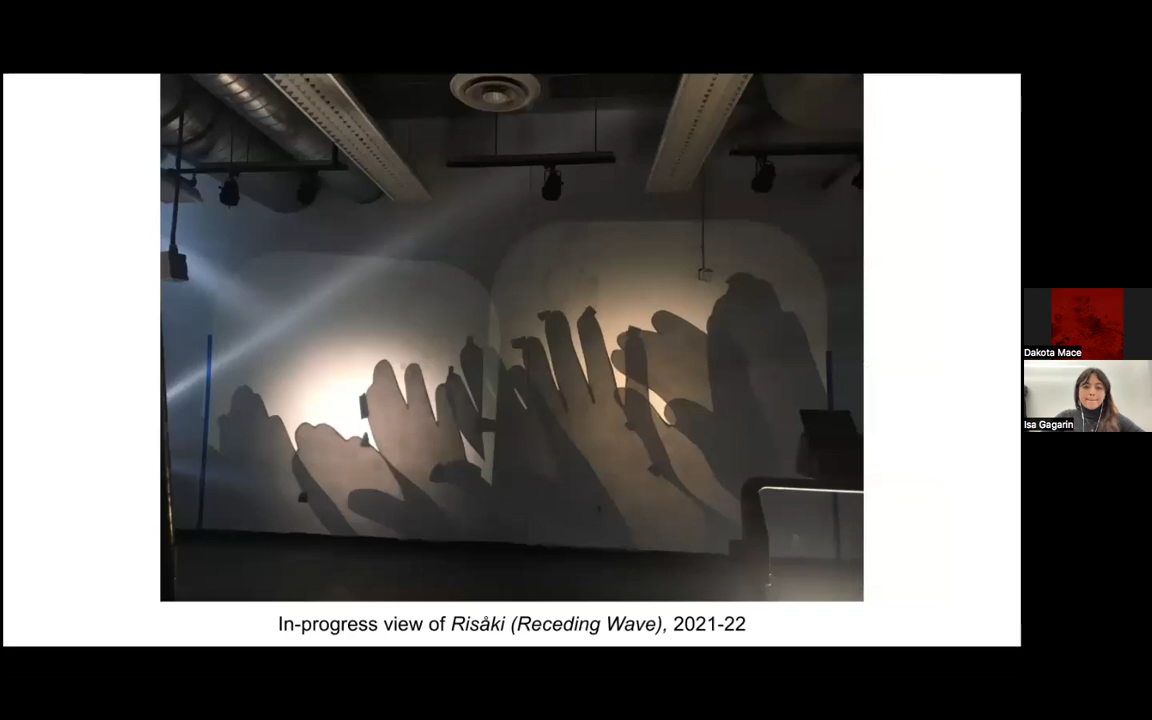 In-progress view of Risåki (Receding Wave), 2021-22
Dakota Mace
Isa Gagarin